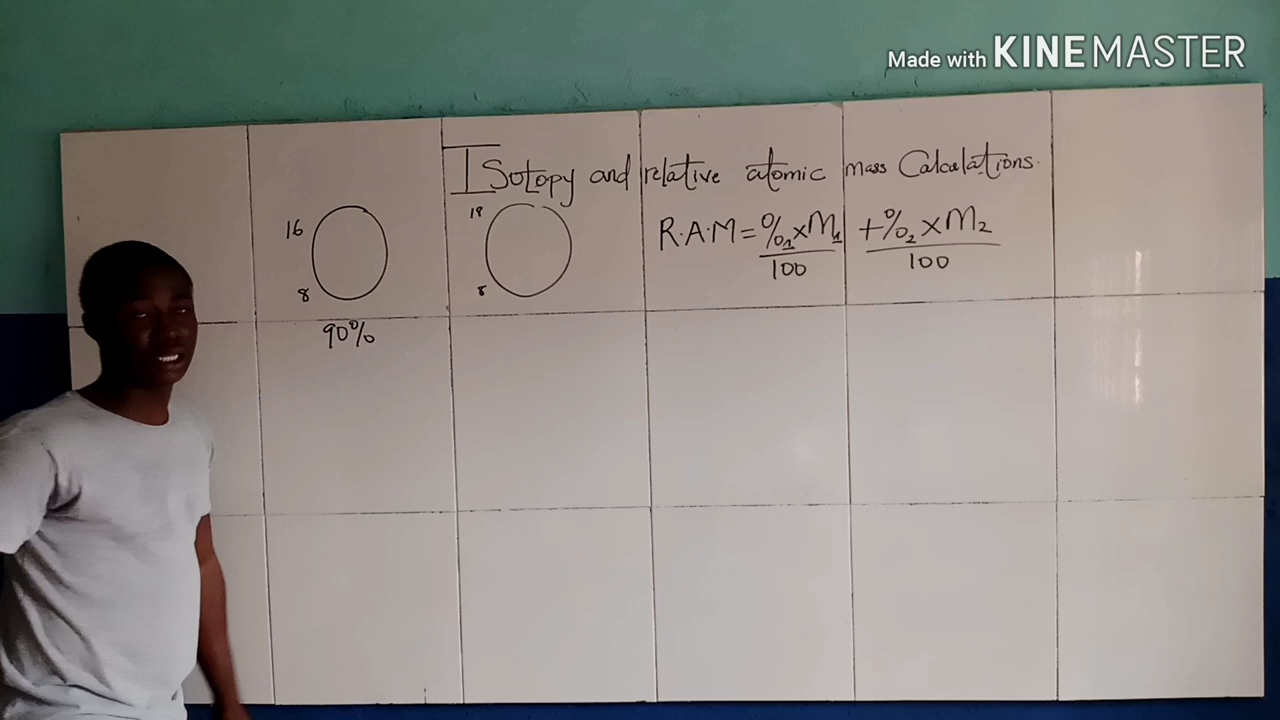 Made with KINEMASTER
Isotopy and relative atomic mass Calculations.
16 O 18 O
8 8
90%
R.A.M = %₁ x M₁ + %₂ x M₂
100 100